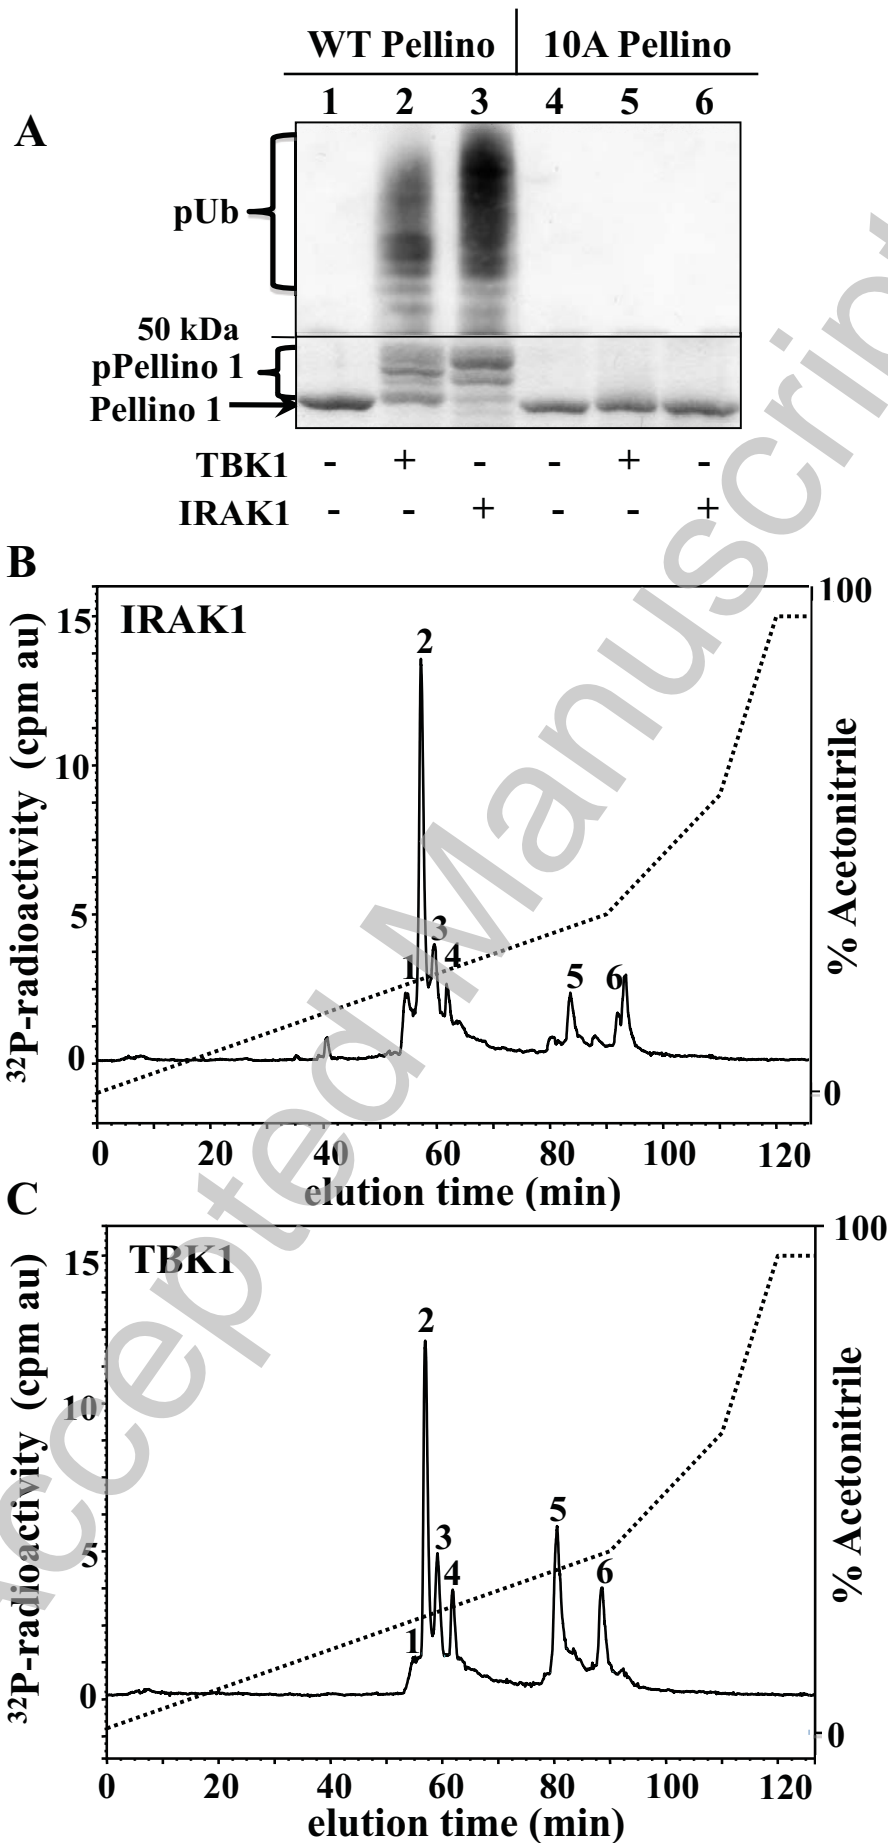 WT Pellino 10A Pellino
1 2 3 4 5 6
A
pUb
50 kDa
pPellino 1
Pellino 1
TBK1 - + - - + -
IRAK1 - - + - - +
B
IRAK1
15
10
5
0
32P-radioactivity (cpm au)
1 2 3 4 5 6
100
0
% Acetonitrile
0 20 40 60 80 100 120
elution time (min)
C
TBK1
15
10
5
0
32P-radioactivity (cpm au)
1 2 3 4 5 6
100
0
% Acetonitrile
0 20 40 60 80 100 120
elution time (min)
Accepted Manuscript